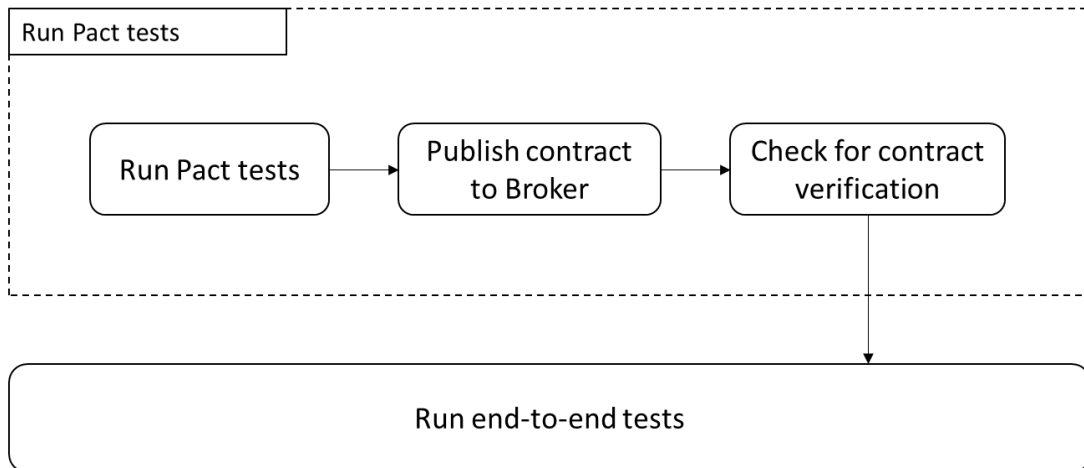 Run Pact tests
Run Pact tests
Publish contract
to Broker
Check for contract
verification
Run end-to-end tests